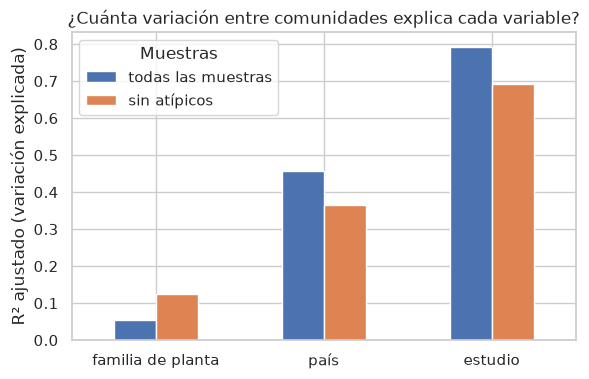 ¿Cuánta variación entre comunidades explica cada variable?
R² ajustado (variación explicada)
0.8
0.7
0.6
0.5
0.4
0.3
0.2
0.1
0.0
Muestras
todas las muestras
sin atípicos
familia de planta
país
estudio